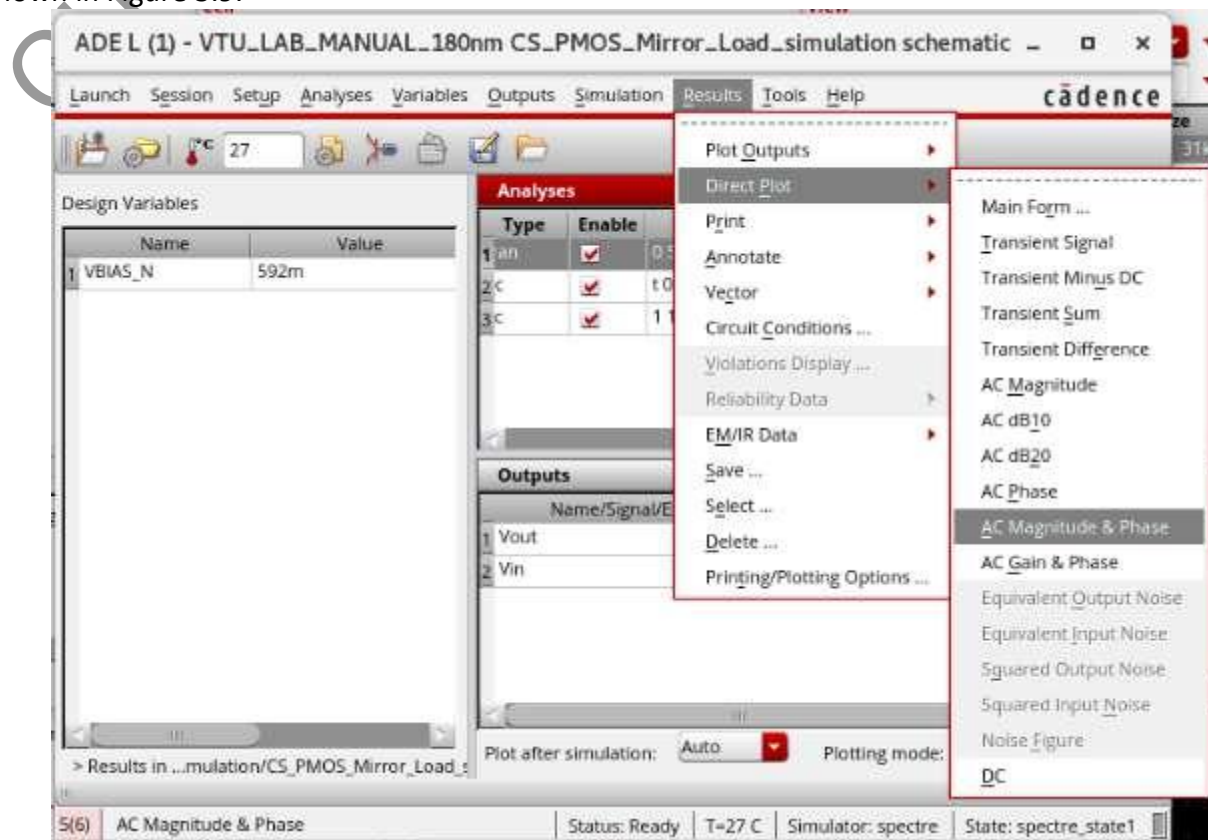 ADE L (1) - VTU_LAB_MANUAL_180nm CS_PMOS_Mirror_Load_simulation schematic
Launch Session Setup Analyses Variables Outputs Simulation Results Tools Help cādence
°C 27
Design Variables
Name Value
1 VBIAS_N 592m
Analyses
Type Enable
1 an
2 c t 0
3 c
Outputs
1 Vout
2 Vin
Plot after simulation: Auto Plotting mode:
> Results in ...mulation/CS_PMOS_Mirror_Load_s
Plot Outputs
Direct Plot
Print
Annotate
Vector
Circuit Conditions ...
Violations Display ...
Reliability Data
EM/IR Data
Save ...
Select ...
Delete ...
Printing/Plotting Options ...
Main Form ...
Transient Signal
Transient Minus DC
Transient Sum
Transient Difference
AC Magnitude
AC dB10
AC dB20
AC Phase
AC Magnitude & Phase
AC Gain & Phase
Equivalent Output Noise
Equivalent Input Noise
Squared Output Noise
Squared Input Noise
Noise Figure
DC
5(6) AC Magnitude & Phase Status: Ready T=27 C Simulator: spectre State: spectre_state1